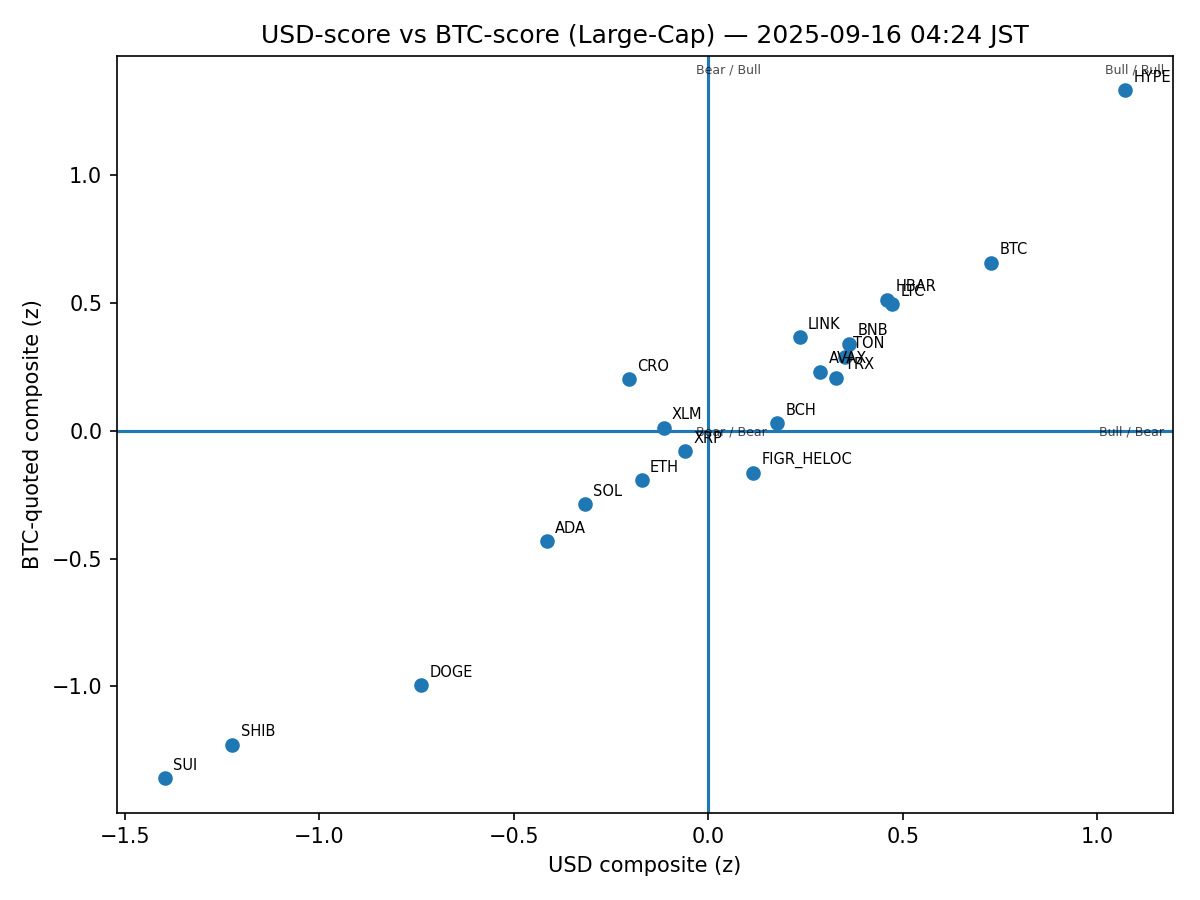 USD-score vs BTC-score (Large-Cap) — 2025-09-16 04:24 JST
Bear / Bull
Bull / Bull
HYPE
1.0
BTC
HBAR
LTC
0.5
LINK
BNB
TON
AVAX
TRX
CRO
XLM
BCH
0.0
Bear / Bear
Bull / Bear
XRP
FIGR_HELOC
ETH
SOL
ADA
−0.5
DOGE
−1.0
SHIB
SUI
−1.5
−1.0
−0.5
0.0
0.5
1.0
USD composite (z)
BTC-quoted composite (z)